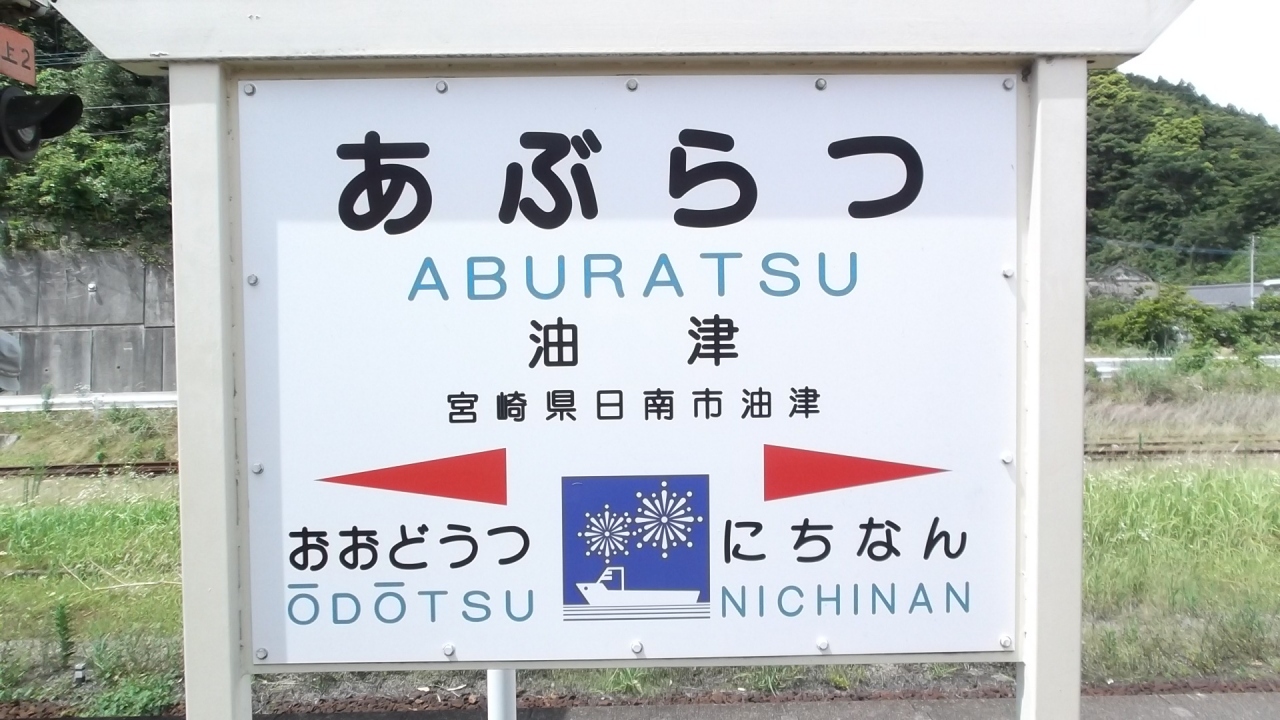 上2
あぶらつ
ABURATSU
油津
宮崎県日南市油津
おおどうつ にちなん
ŌDŌTSU NICHINAN